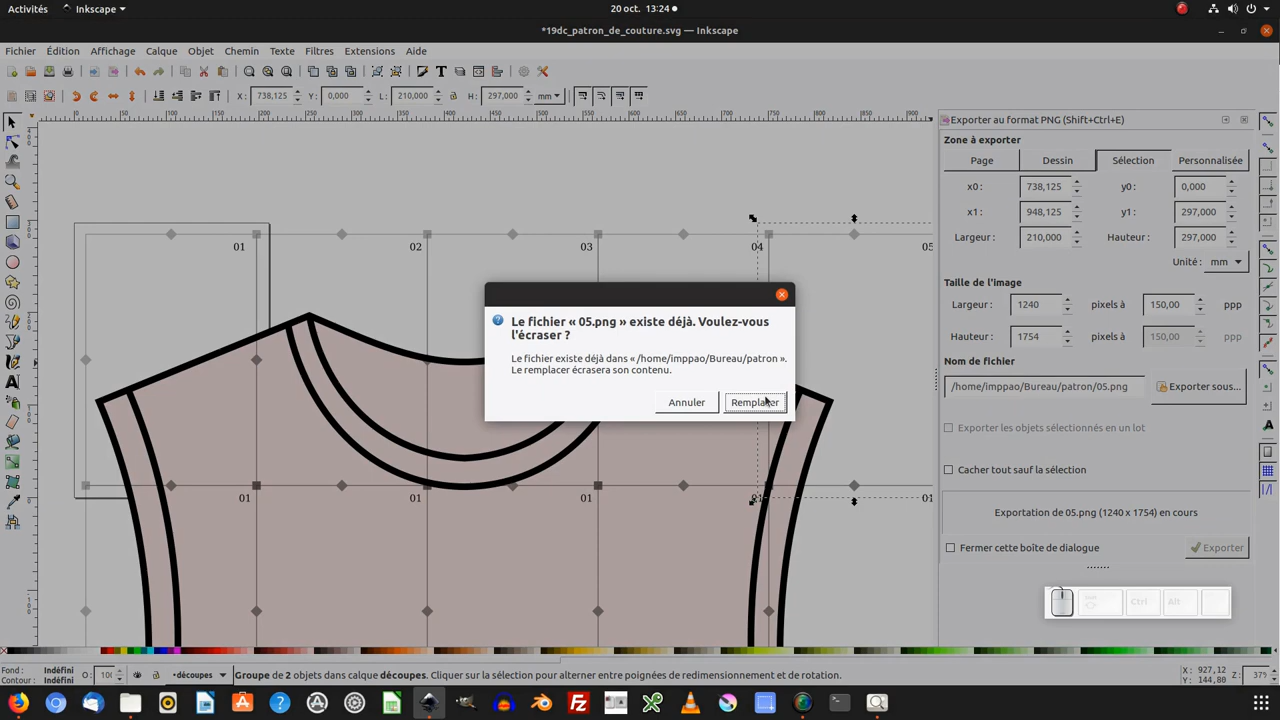 Activités
Inkscape
20 oct. 13:24
*19dc_patron_de_couture.svg — Inkscape
Fichier Édition Affichage Calque Objet Chemin Texte Filtres Extensions Aide
X : 738,125 Y : 0,000 L : 210,000 H : 297,000 mm
Exporter au format PNG (Shift+Ctrl+E)
Zone à exporter
Page Dessin Sélection Personnalisée
x0 : 738,125 y0 : 0,000
x1 : 948,125 y1 : 297,000
Largeur : 210,000 Hauteur : 297,000
Unité : mm
Taille de l'image
Largeur : 1240 pixels à 150,00 ppp
Hauteur : 1754 pixels à 150,00 ppp
Nom de fichier
/home/imppao/Bureau/patron/05.png Exporter sous...
Exporter les objets sélectionnés en un lot
Cacher tout sauf la sélection
Exportation de 05.png (1240 x 1754) en cours
Fermer cette boîte de dialogue Exporter
01 02 03 04 05
Le fichier « 05.png » existe déjà. Voulez-vous
l'écraser ?
Le fichier existe déjà dans « /home/imppao/Bureau/patron ».
Le remplacer écrasera son contenu.
Annuler Remplacer
01 01 01 01 01
Ctrl Alt
Fond : Indéfini
Contour : Indéfini
O : 100
•découpes
Groupe de 2 objets dans calque découpes. Cliquer sur la sélection pour alterner entre poignées de redimensionnement et de rotation.
X : 927,12
Y : 144,80
Z : 379